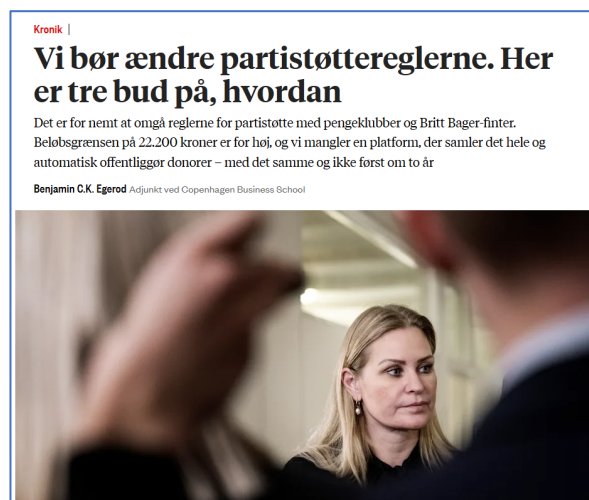 Kronik |
Vi bør ændre partistøttereglerne. Her
er tre bud på, hvordan
Det er for nemt at omgå reglerne for partistøtte med pengeklubber og Britt Bager-finter.
Beløbsgrænsen på 22.200 kroner er for høj, og vi mangler en platform, der samler det hele og
automatisk offentliggør donorer – med det samme og ikke først om to år
Benjamin C.K. Egerod Adjunkt ved Copenhagen Business School